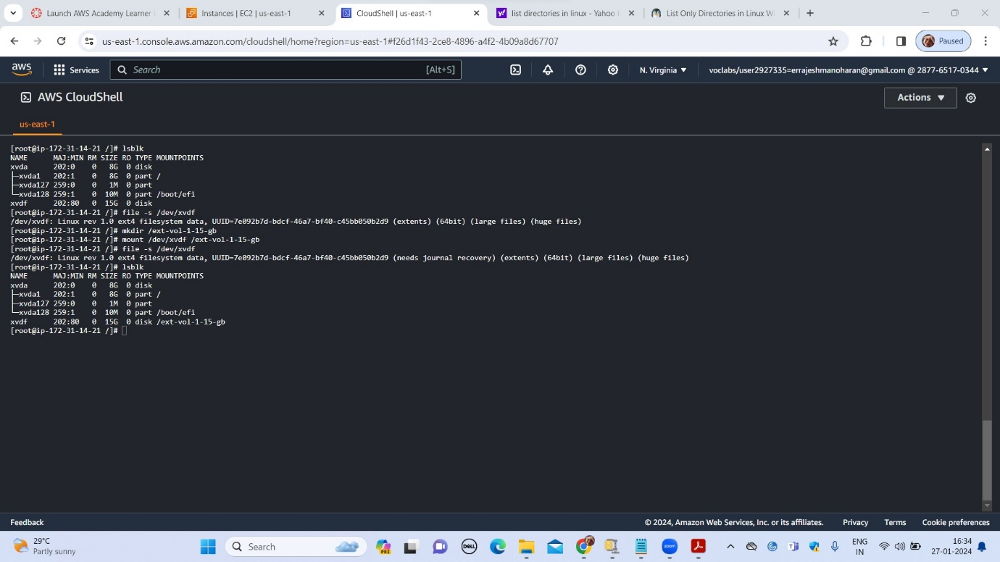 Launch AWS Academy Learner
Instances | EC2 | us-east-1
CloudShell | us-east-1
list directories in linux - Yahoo
List Only Directories in Linux W
us-east-1.console.aws.amazon.com/cloudshell/home?region=us-east-1#f26d1f43-2ce8-4896-a4f2-4b09a8d67707
Paused
aws
Services
Search
[Alt+S]
N. Virginia
voclabs/user2927335=errajeshmanoharan@gmail.com @ 2877-6517-0344
AWS CloudShell
Actions
us-east-1
[root@ip-172-31-14-21 /]# lsblk
NAME MAJ:MIN RM SIZE RO TYPE MOUNTPOINTS
xvda 202:0 0 8G 0 disk
├─xvda1 202:1 0 8G 0 part /
├─xvda127 259:0 0 1M 0 part
└─xvda128 259:1 0 10M 0 part /boot/efi
xvdf 202:80 0 15G 0 disk
[root@ip-172-31-14-21 /]# file -s /dev/xvdf
/dev/xvdf: Linux rev 1.0 ext4 filesystem data, UUID=7e092b7d-bdcf-46a7-bf40-c45bb050b2d9 (extents) (64bit) (large files) (huge files)
[root@ip-172-31-14-21 /]# mkdir /ext-vol-1-15-gb
[root@ip-172-31-14-21 /]# mount /dev/xvdf /ext-vol-1-15-gb
[root@ip-172-31-14-21 /]# file -s /dev/xvdf
/dev/xvdf: Linux rev 1.0 ext4 filesystem data, UUID=7e092b7d-bdcf-46a7-bf40-c45bb050b2d9 (needs journal recovery) (extents) (64bit) (large files) (huge files)
[root@ip-172-31-14-21 /]# lsblk
NAME MAJ:MIN RM SIZE RO TYPE MOUNTPOINTS
xvda 202:0 0 8G 0 disk
├─xvda1 202:1 0 8G 0 part /
├─xvda127 259:0 0 1M 0 part
└─xvda128 259:1 0 10M 0 part /boot/efi
xvdf 202:80 0 15G 0 disk /ext-vol-1-15-gb
[root@ip-172-31-14-21 /]#
Feedback
© 2024, Amazon Web Services, Inc. or its affiliates.
Privacy
Terms
Cookie preferences
29°C
Partly sunny
Search
PRE
DELL
zoom
ENG
IN
16:34
27-01-2024